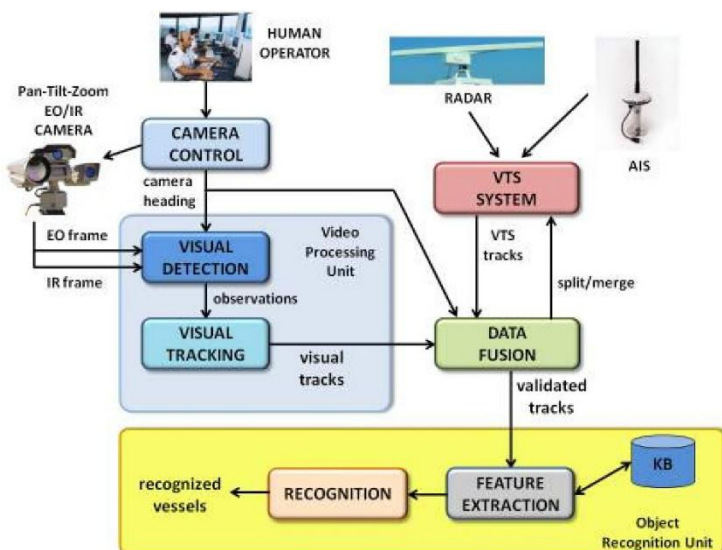 HUMAN
OPERATOR
Pan-Tilt-Zoom
EO/IR
CAMERA
RADAR
AIS
CAMERA
CONTROL
VTS
SYSTEM
camera
heading
EO frame
IR frame
VISUAL
DETECTION
Video
Processing
Unit
VTS
tracks
split/merge
observations
VISUAL
TRACKING
visual
tracks
DATA
FUSION
validated
tracks
KB
FEATURE
EXTRACTION
RECOGNITION
recognized
vessels
Object
Recognition Unit